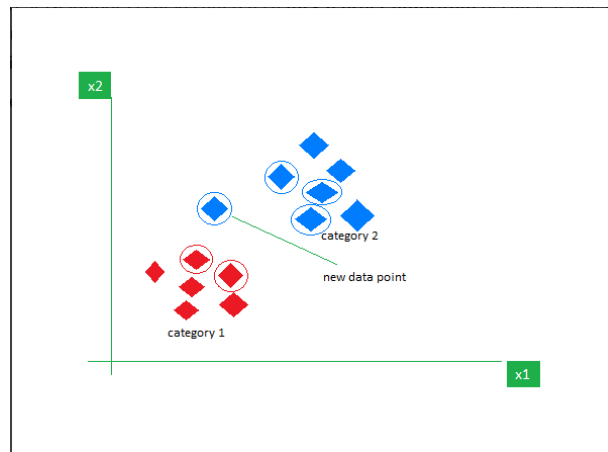 x2
category 2
new data point
category 1
x1